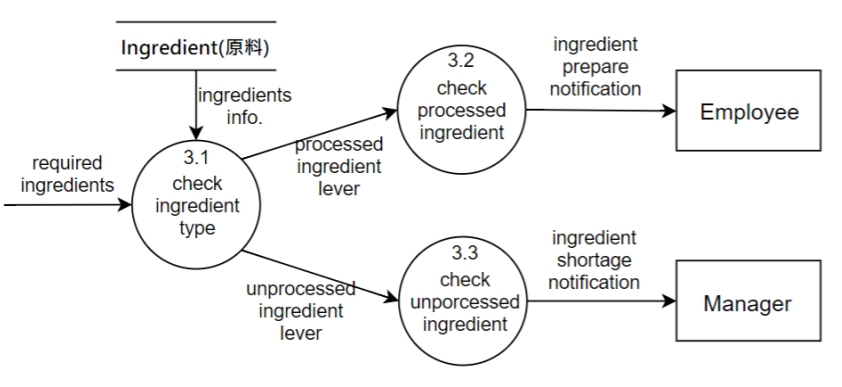 Ingredient(原料)
ingredients
info.
required
ingredients
3.1
check
ingredient
type
processed
ingredient
lever
3.2
check
processed
ingredient
ingredient
prepare
notification
Employee
unprocessed
ingredient
lever
3.3
check
unporcessed
ingredient
ingredient
shortage
notification
Manager